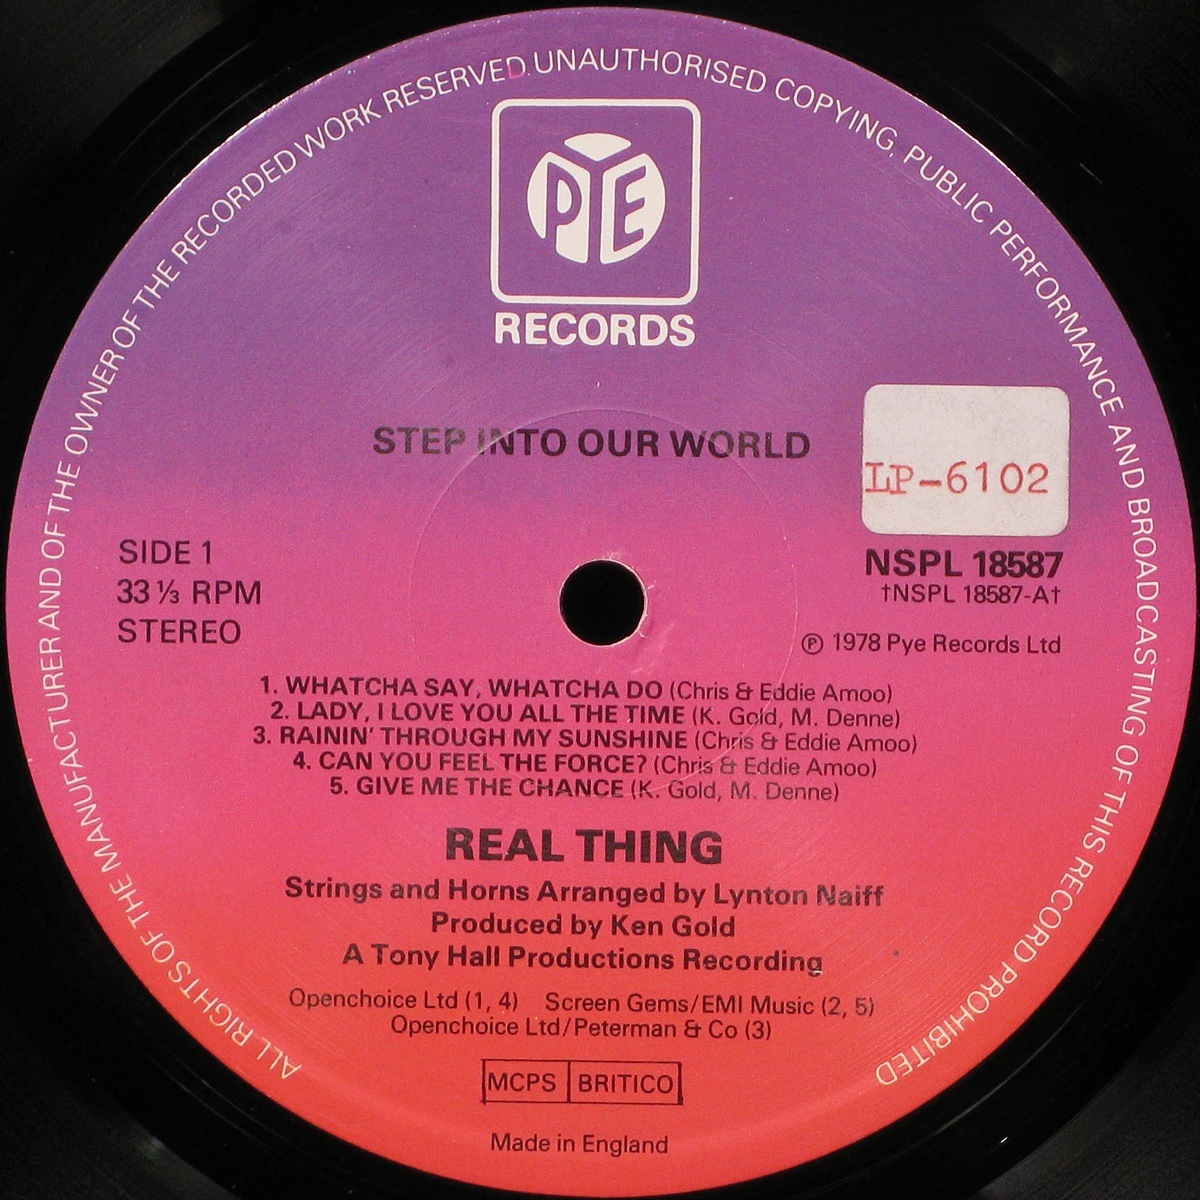 ALL RIGHTS OF THE MANUFACTURER AND OF THE OWNER OF THE RECORDED WORK RESERVED UNAUTHORISED COPYING, PUBLIC PERFORMANCE AND BROADCASTING OF THIS RECORD PROHIBITED
PYE
RECORDS
STEP INTO OUR WORLD
LP-6102
SIDE 1
33 ⅓ RPM
STEREO
NSPL 18587
†NSPL 18587-A†
℗ 1978 Pye Records Ltd
1. WHATCHA SAY, WHATCHA DO (Chris & Eddie Amoo)
2. LADY, I LOVE YOU ALL THE TIME (K. Gold, M. Denne)
3. RAININ' THROUGH MY SUNSHINE (Chris & Eddie Amoo)
4. CAN YOU FEEL THE FORCE? (Chris & Eddie Amoo)
5. GIVE ME THE CHANCE (K. Gold, M. Denne)
REAL THING
Strings and Horns Arranged by Lynton Naiff
Produced by Ken Gold
A Tony Hall Productions Recording
Openchoice Ltd (1, 4) Screen Gems/EMI Music (2, 5)
Openchoice Ltd/Peterman & Co (3)
MCPS BRITICO
Made in England